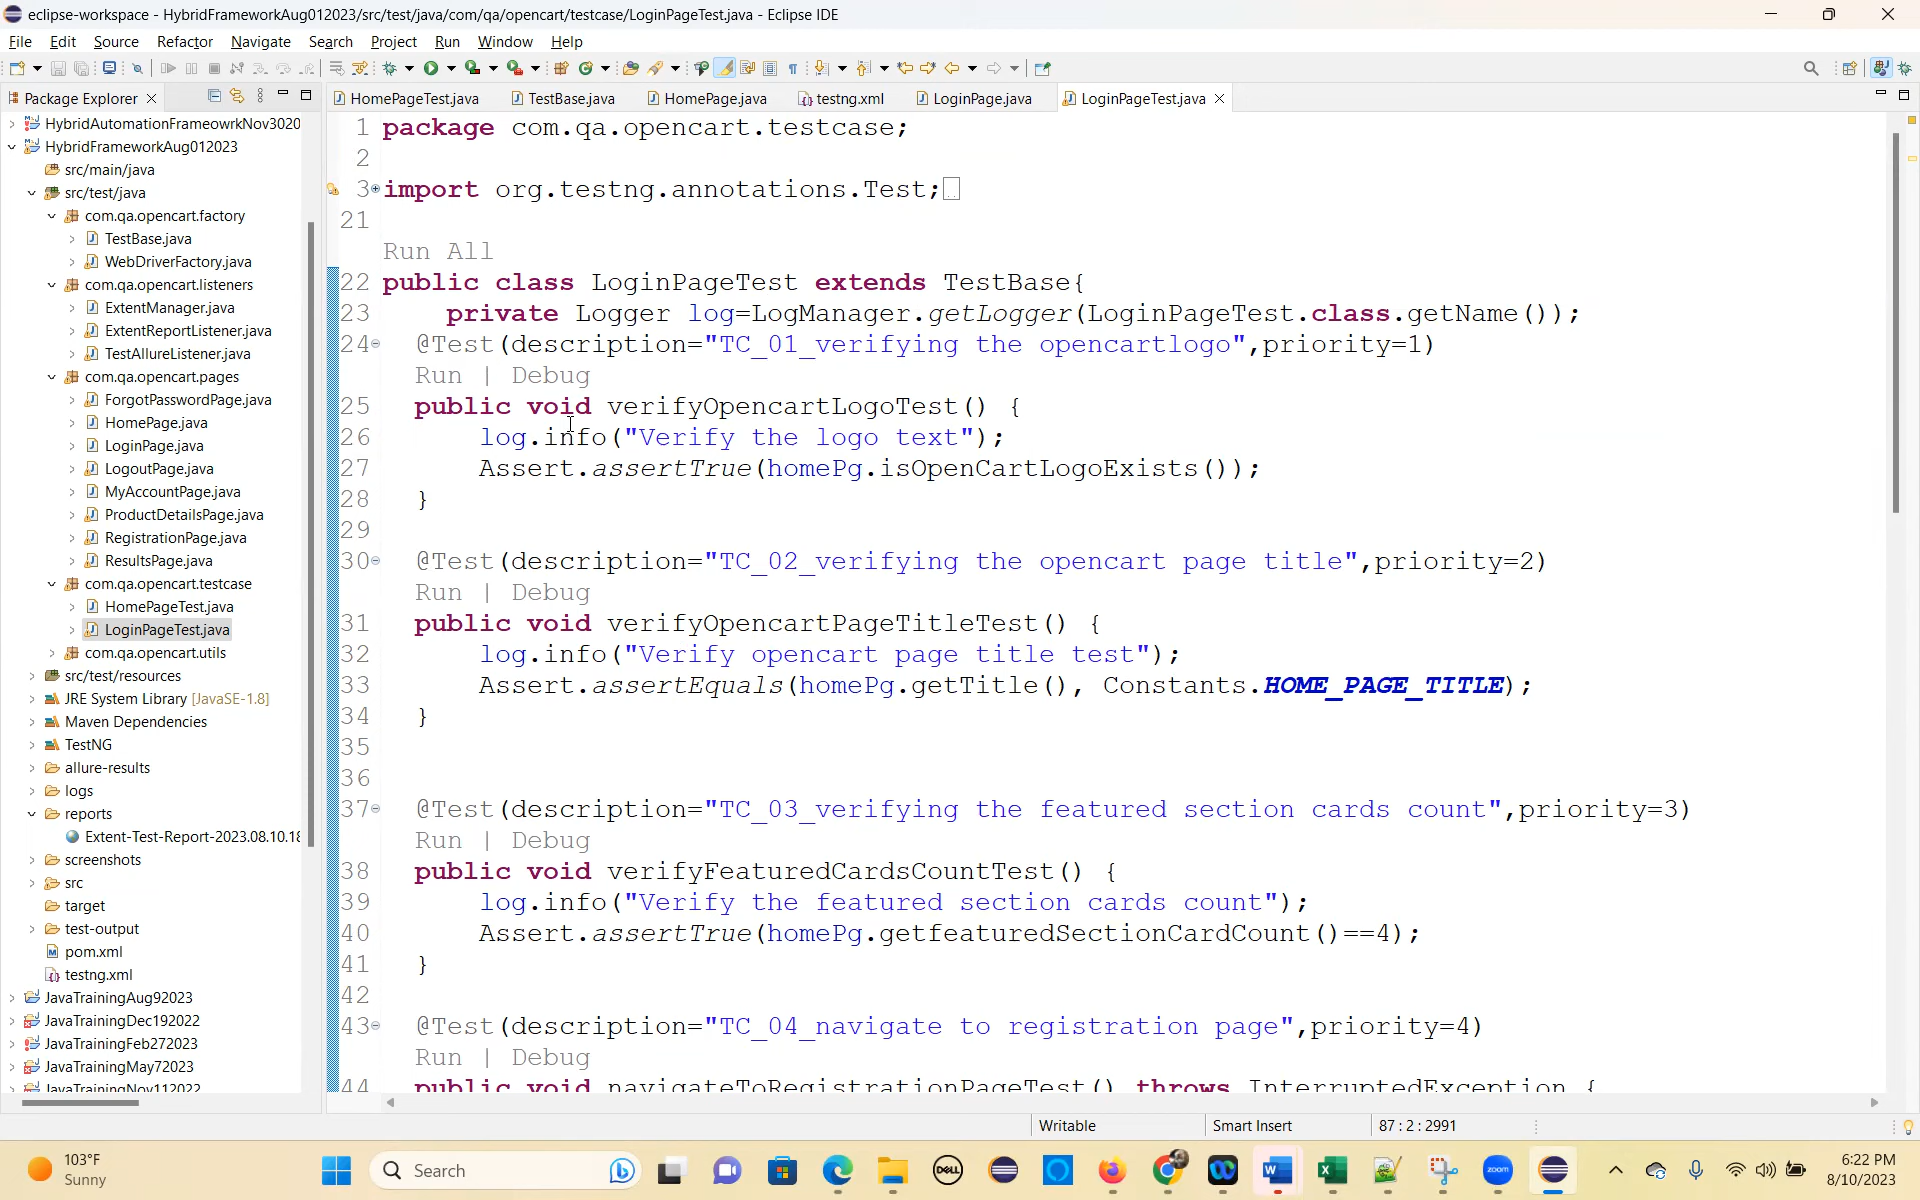 eclipse-workspace - HybridFrameworkAug012023/src/test/java/com/qa/opencart/testcase/LoginPageTest.java - Eclipse IDE
File Edit Source Refactor Navigate Search Project Run Window Help
Package Explorer
HomePageTest.java TestBase.java HomePage.java testng.xml LoginPage.java LoginPageTest.java
HybridAutomationFrameowrkNov3020
HybridFrameworkAug012023
src/main/java
src/test/java
com.qa.opencart.factory
TestBase.java
WebDriverFactory.java
com.qa.opencart.listeners
ExtentManager.java
ExtentReportListener.java
TestAllureListener.java
com.qa.opencart.pages
ForgotPasswordPage.java
HomePage.java
LoginPage.java
LogoutPage.java
MyAccountPage.java
ProductDetailsPage.java
RegistrationPage.java
ResultsPage.java
com.qa.opencart.testcase
HomePageTest.java
LoginPageTest.java
com.qa.opencart.utils
src/test/resources
JRE System Library [JavaSE-1.8]
Maven Dependencies
TestNG
allure-results
logs
reports
Extent-Test-Report-2023.08.10.18
screenshots
src
target
test-output
pom.xml
testng.xml
JavaTrainingAug92023
JavaTrainingDec192022
JavaTrainingFeb272023
JavaTrainingMay72023
JavaTrainingNov112022
1 package com.qa.opencart.testcase;
2
3 import org.testng.annotations.Test;
21
Run All
22 public class LoginPageTest extends TestBase{
23 private Logger log=LogManager.getLogger(LoginPageTest.class.getName());
24 @Test(description="TC_01_verifying the opencartlogo",priority=1)
Run | Debug
25 public void verifyOpencartLogoTest() {
26 log.info("Verify the logo text");
27 Assert.assertTrue(homePg.isOpenCartLogoExists());
28 }
29
30 @Test(description="TC_02_verifying the opencart page title",priority=2)
Run | Debug
31 public void verifyOpencartPageTitleTest() {
32 log.info("Verify opencart page title test");
33 Assert.assertEquals(homePg.getTitle(), Constants.HOME_PAGE_TITLE);
34 }
35
36
37 @Test(description="TC_03_verifying the featured section cards count",priority=3)
Run | Debug
38 public void verifyFeaturedCardsCountTest() {
39 log.info("Verify the featured section cards count");
40 Assert.assertTrue(homePg.getfeaturedSectionCardCount()==4);
41 }
42
43 @Test(description="TC_04_navigate to registration page",priority=4)
Run | Debug
44 public void navigateToRegistrationPageTest() throws InterruptedException {
Writable Smart Insert 87 : 2 : 2991
103°F
Sunny
Search
DELL
zoom
6:22 PM
8/10/2023